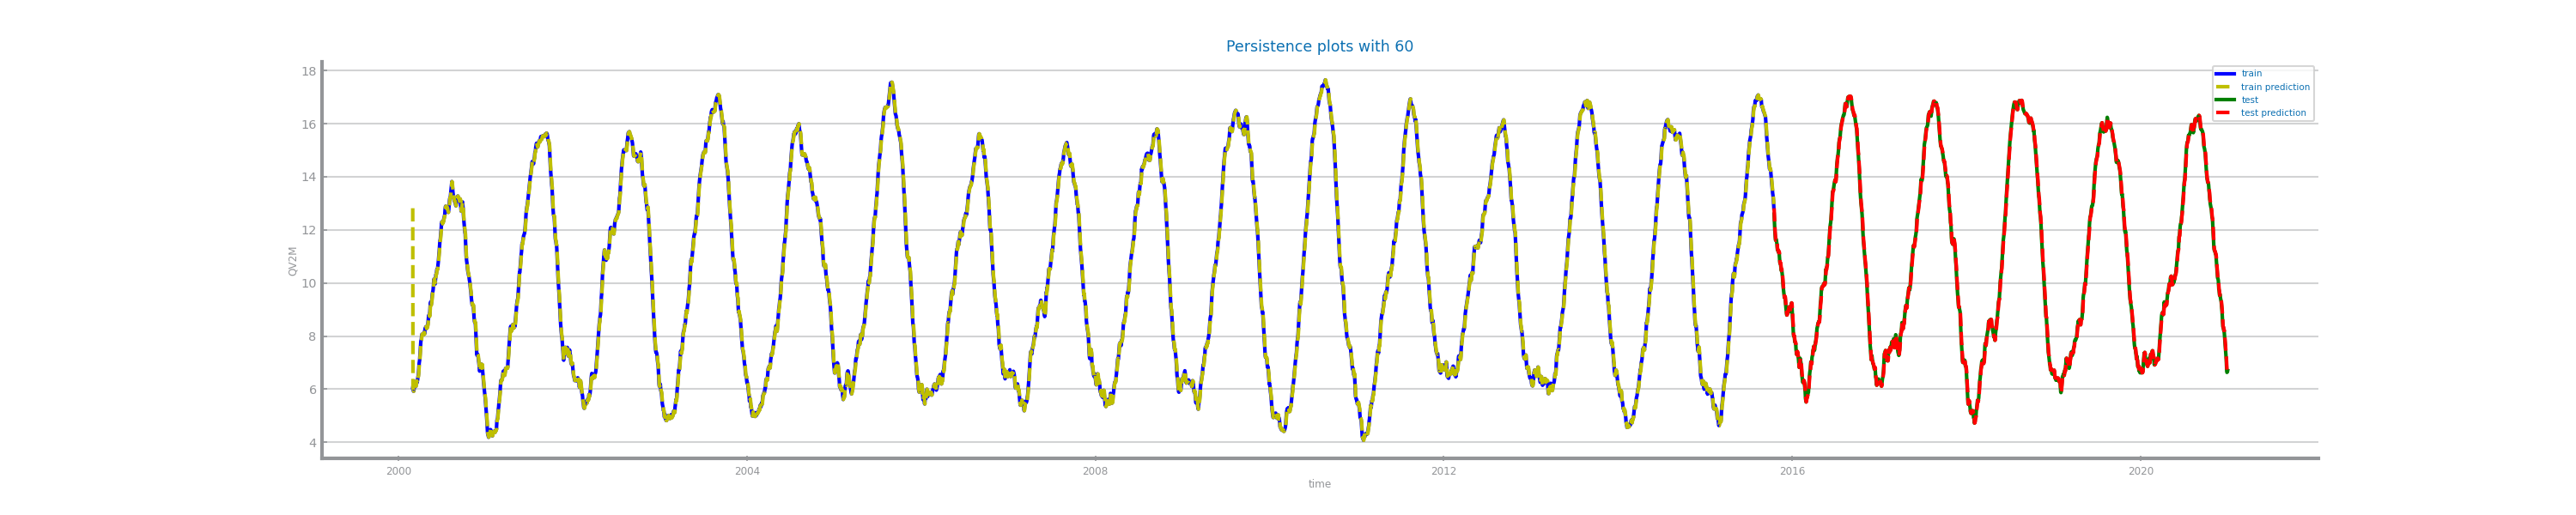 Persistence plots with 60
18
16
14
12
10
8
6
4
QV2M
train
train prediction
test
test prediction
2000
2004
2008
2012
2016
2020
time